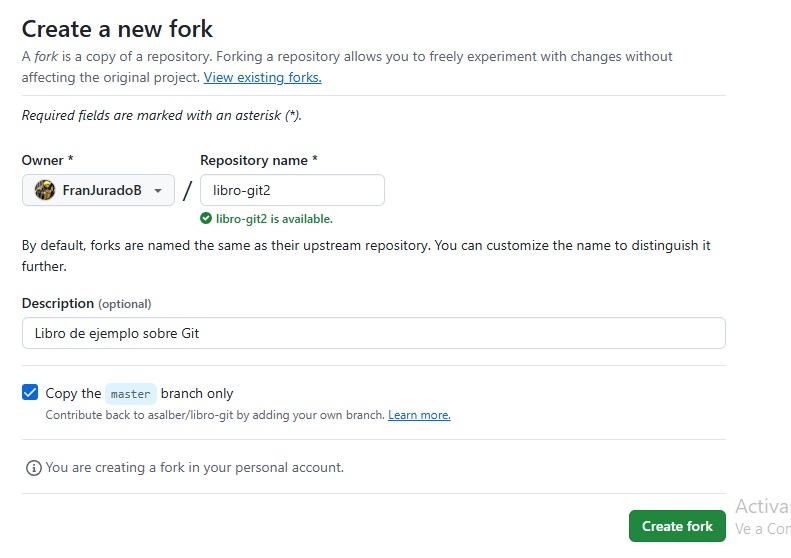 Create a new fork
A fork is a copy of a repository. Forking a repository allows you to freely experiment with changes without
affecting the original project. View existing forks.
Required fields are marked with an asterisk (*).
Owner * Repository name *
FranJuradoB / libro-git2
libro-git2 is available.
By default, forks are named the same as their upstream repository. You can customize the name to distinguish it
further.
Description (optional)
Libro de ejemplo sobre Git
Copy the master branch only
Contribute back to asalber/libro-git by adding your own branch. Learn more.
You are creating a fork in your personal account.
Create fork
Ve a